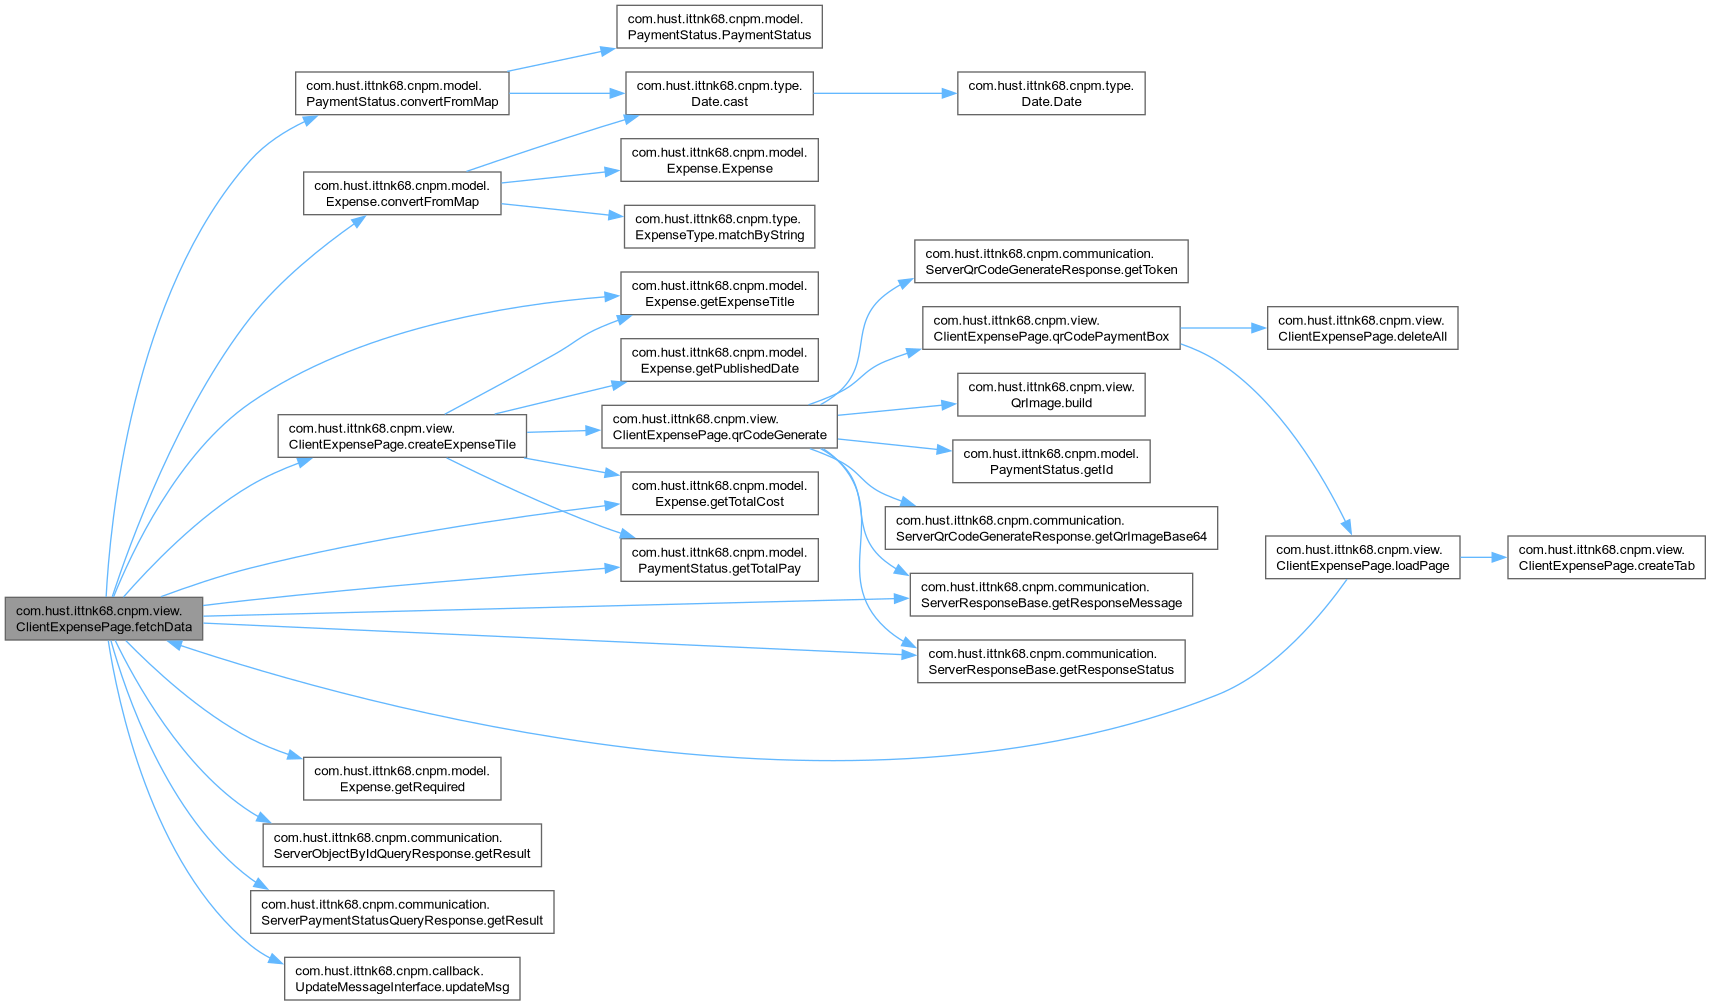 com.hust.ittnk68.cnpm.model.
PaymentStatus.PaymentStatus
com.hust.ittnk68.cnpm.model.
PaymentStatus.convertFromMap
com.hust.ittnk68.cnpm.type.
Date.cast
com.hust.ittnk68.cnpm.type.
Date.Date
com.hust.ittnk68.cnpm.model.
Expense.Expense
com.hust.ittnk68.cnpm.model.
Expense.convertFromMap
com.hust.ittnk68.cnpm.type.
ExpenseType.matchByString
com.hust.ittnk68.cnpm.communication.
ServerQrCodeGenerateResponse.getToken
com.hust.ittnk68.cnpm.model.
Expense.getExpenseTitle
com.hust.ittnk68.cnpm.view.
ClientExpensePage.qrCodePaymentBox
com.hust.ittnk68.cnpm.view.
ClientExpensePage.deleteAll
com.hust.ittnk68.cnpm.model.
Expense.getPublishedDate
com.hust.ittnk68.cnpm.view.
QrImage.build
com.hust.ittnk68.cnpm.view.
ClientExpensePage.createExpenseTile
com.hust.ittnk68.cnpm.view.
ClientExpensePage.qrCodeGenerate
com.hust.ittnk68.cnpm.model.
PaymentStatus.getId
com.hust.ittnk68.cnpm.model.
Expense.getTotalCost
com.hust.ittnk68.cnpm.communication.
ServerQrCodeGenerateResponse.getQrImageBase64
com.hust.ittnk68.cnpm.model.
PaymentStatus.getTotalPay
com.hust.ittnk68.cnpm.view.
ClientExpensePage.loadPage
com.hust.ittnk68.cnpm.view.
ClientExpensePage.createTab
com.hust.ittnk68.cnpm.communication.
ServerResponseBase.getResponseMessage
com.hust.ittnk68.cnpm.view.
ClientExpensePage.fetchData
com.hust.ittnk68.cnpm.communication.
ServerResponseBase.getResponseStatus
com.hust.ittnk68.cnpm.model.
Expense.getRequired
com.hust.ittnk68.cnpm.communication.
ServerObjectByIdQueryResponse.getResult
com.hust.ittnk68.cnpm.communication.
ServerPaymentStatusQueryResponse.getResult
com.hust.ittnk68.cnpm.callback.
UpdateMessageInterface.updateMsg